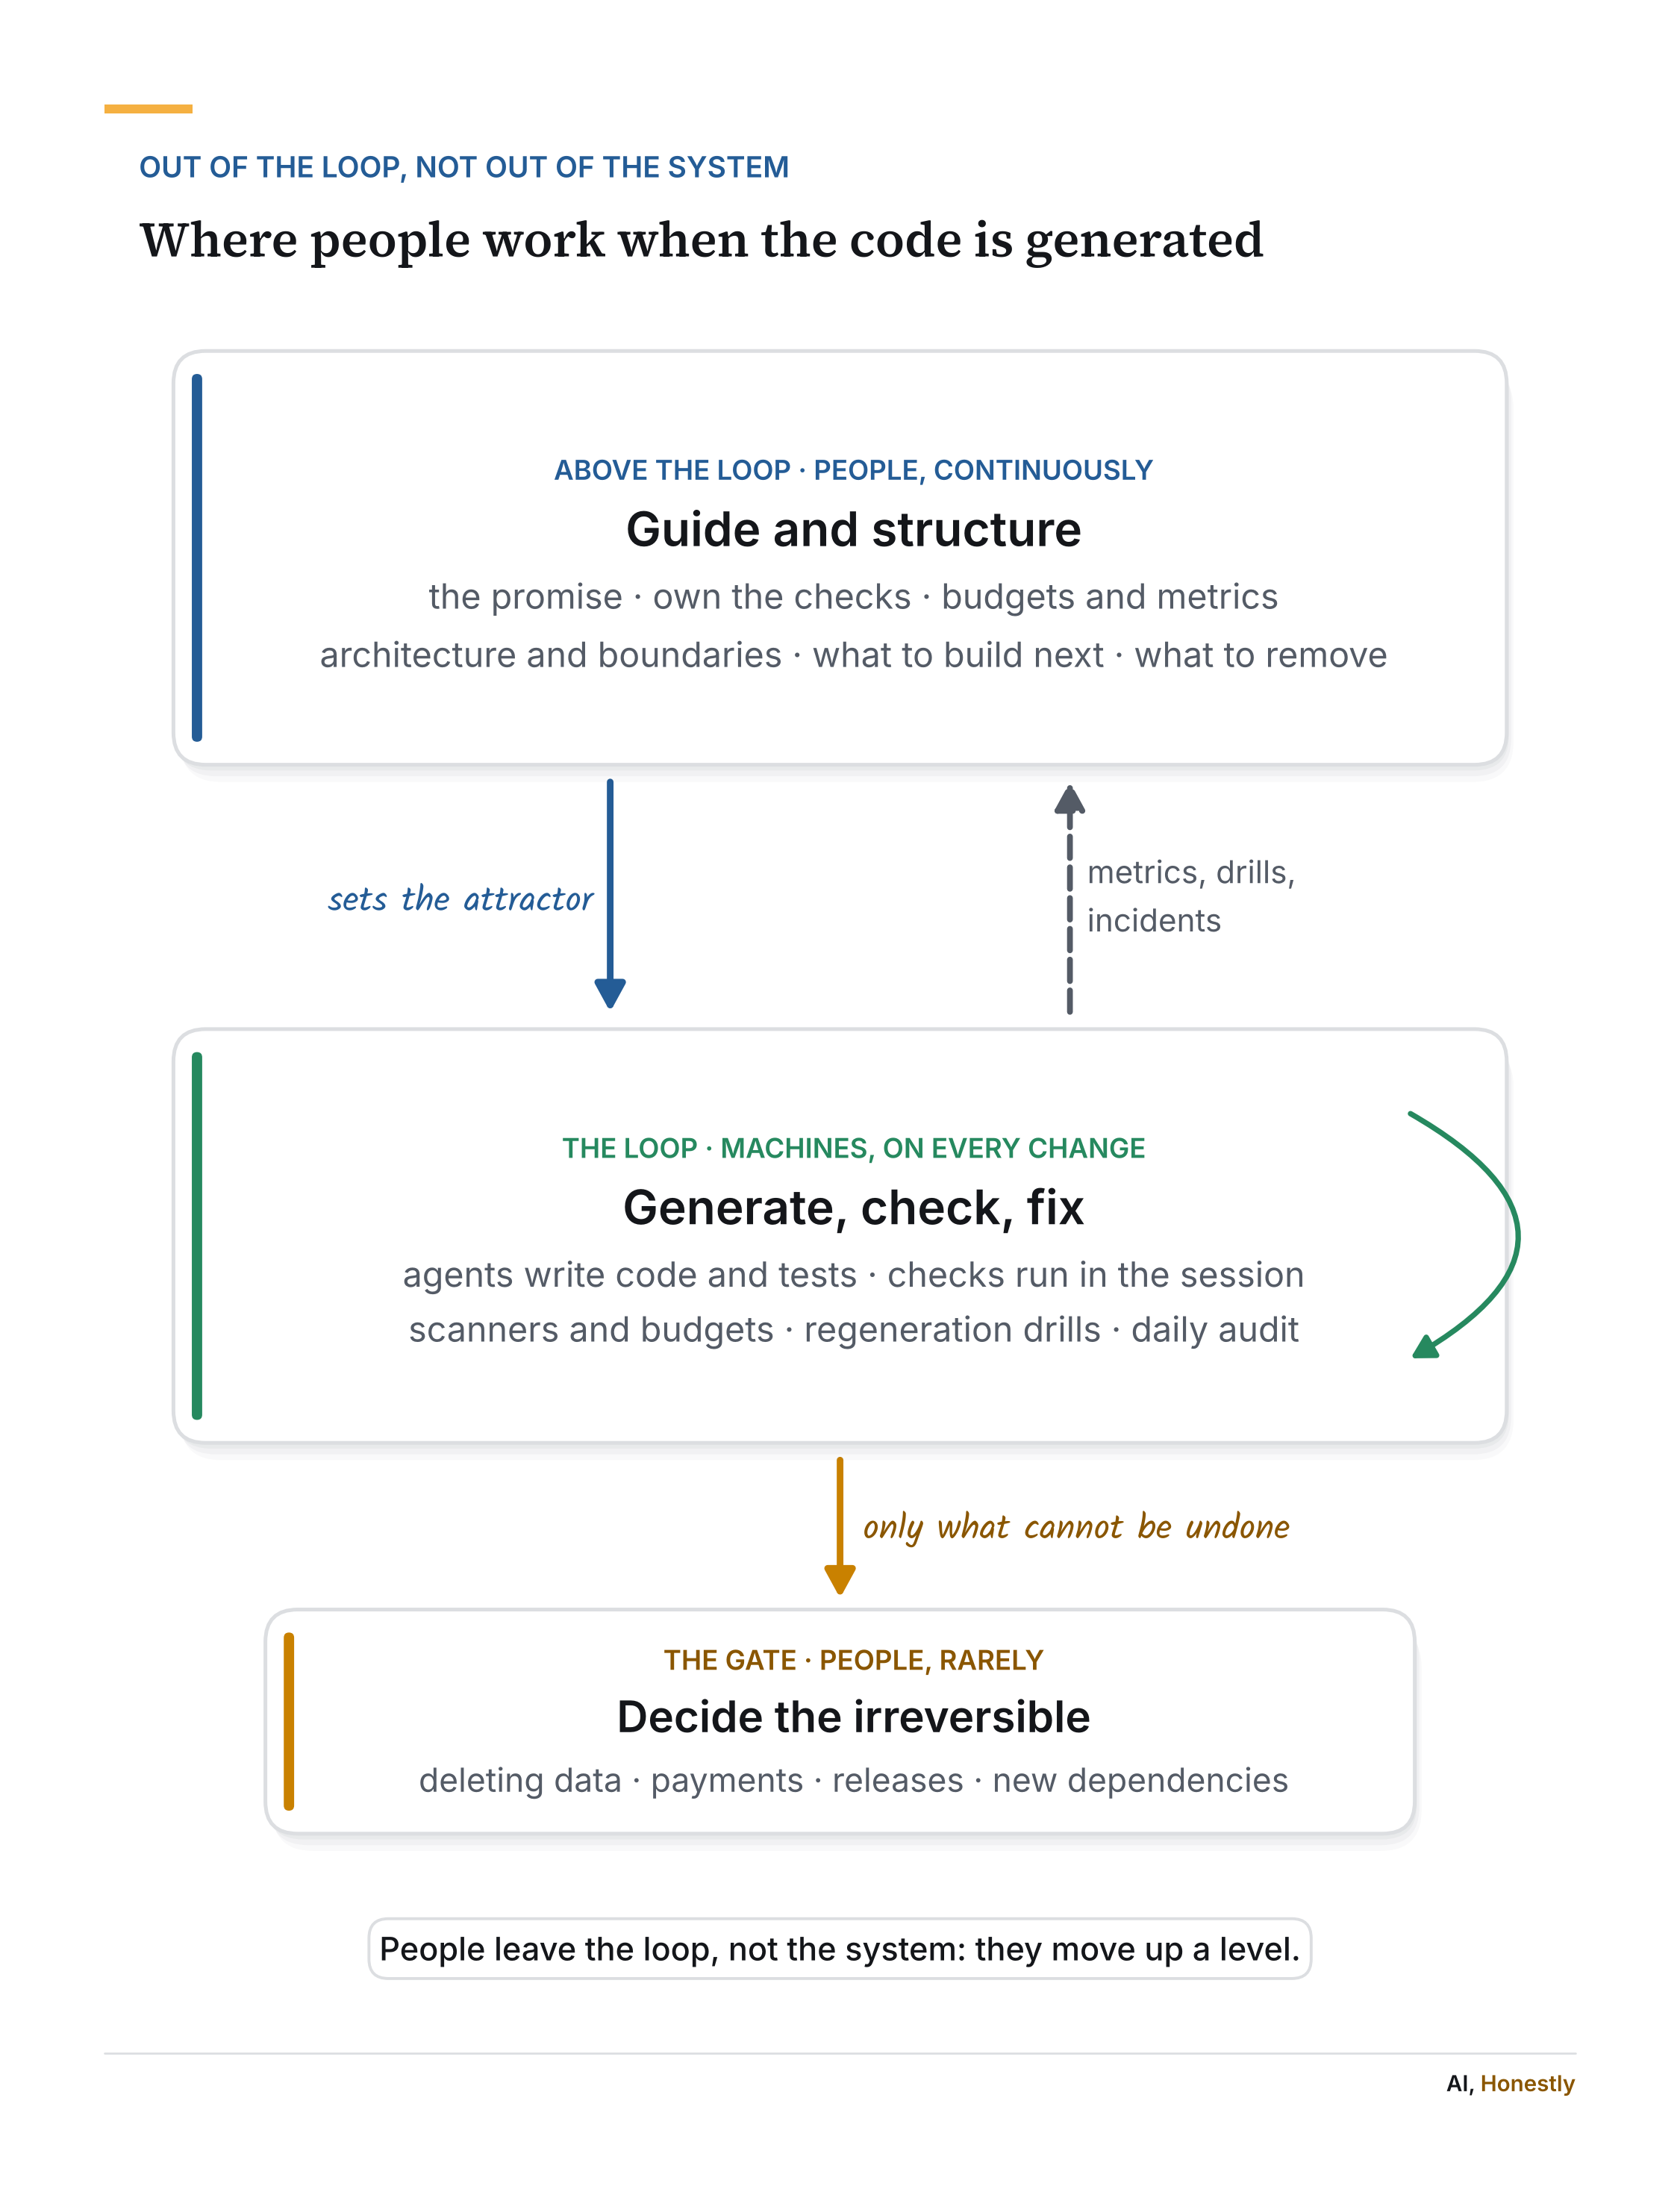 OUT OF THE LOOP, NOT OUT OF THE SYSTEM
Where people work when the code is generated
ABOVE THE LOOP · PEOPLE, CONTINUOUSLY
Guide and structure
the promise · own the checks · budgets and metrics
architecture and boundaries · what to build next · what to remove
sets the attractor
metrics, drills,
incidents
THE LOOP · MACHINES, ON EVERY CHANGE
Generate, check, fix
agents write code and tests · checks run in the session
scanners and budgets · regeneration drills · daily audit
only what cannot be undone
THE GATE · PEOPLE, RARELY
Decide the irreversible
deleting data · payments · releases · new dependencies
People leave the loop, not the system: they move up a level.
AI, Honestly